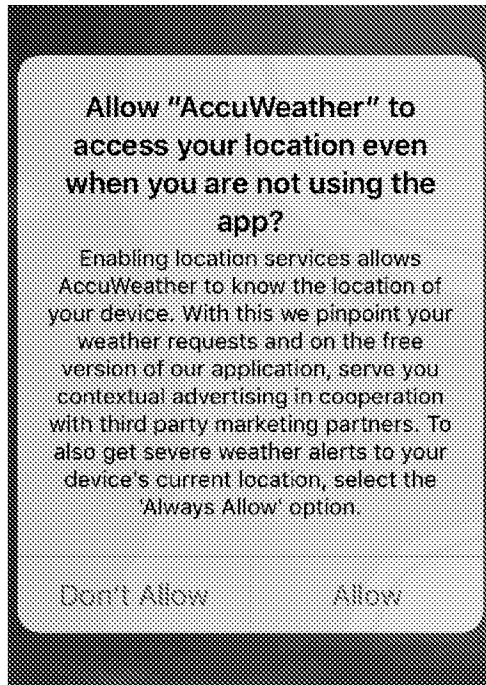 Allow "AccuWeather" to
access your location even
when you are not using the
app?
Enabling location services allows
AccuWeather to know the location of
your device. With this we pinpoint your
weather requests and on the free
version of our application, serve you
contextual advertising in cooperation
with third party marketing partners. To
also get severe weather alerts to your
device's current location, select the
'Always Allow' option.
Don't Allow
Allow